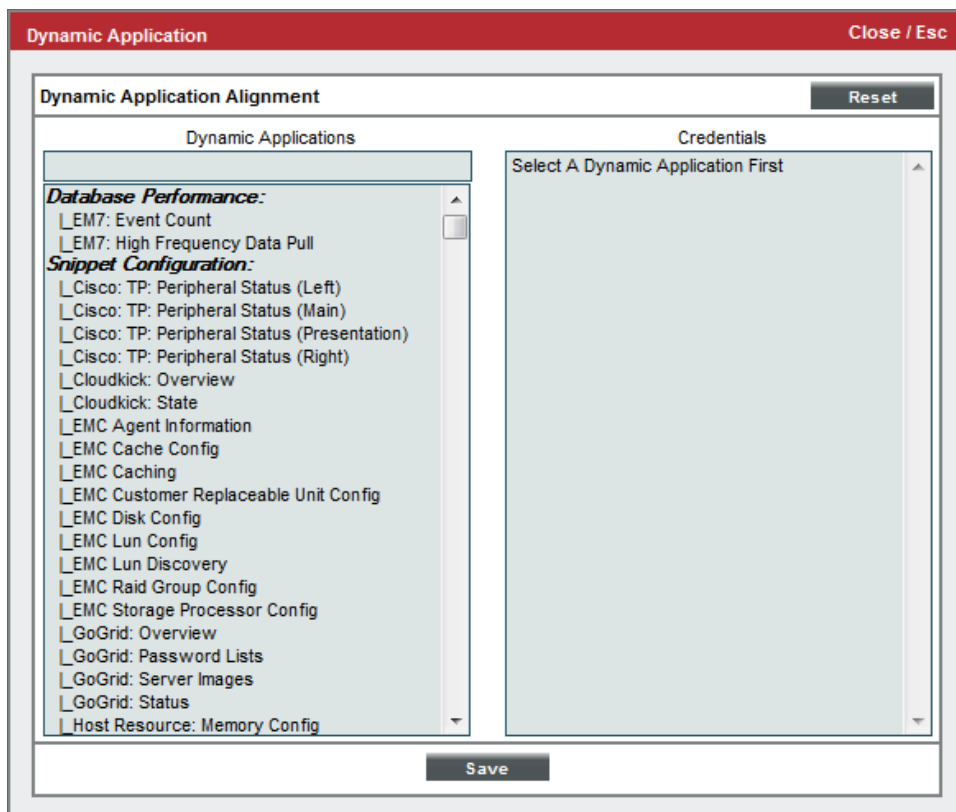 Dynamic Application Close / Esc
Dynamic Application Alignment Reset
Dynamic Applications
Database Performance:
|_EM7: Event Count
|_EM7: High Frequency Data Pull
Snippet Configuration:
|_Cisco: TP: Peripheral Status (Left)
|_Cisco: TP: Peripheral Status (Main)
|_Cisco: TP: Peripheral Status (Presentation)
|_Cisco: TP: Peripheral Status (Right)
|_Cloudkick: Overview
|_Cloudkick: State
|_EMC Agent Information
|_EMC Cache Config
|_EMC Caching
|_EMC Customer Replaceable Unit Config
|_EMC Disk Config
|_EMC Lun Config
|_EMC Lun Discovery
|_EMC Raid Group Config
|_EMC Storage Processor Config
|_GoGrid: Overview
|_GoGrid: Password Lists
|_GoGrid: Server Images
|_GoGrid: Status
|_Host Resource: Memory Config
Credentials
Select A Dynamic Application First
Save